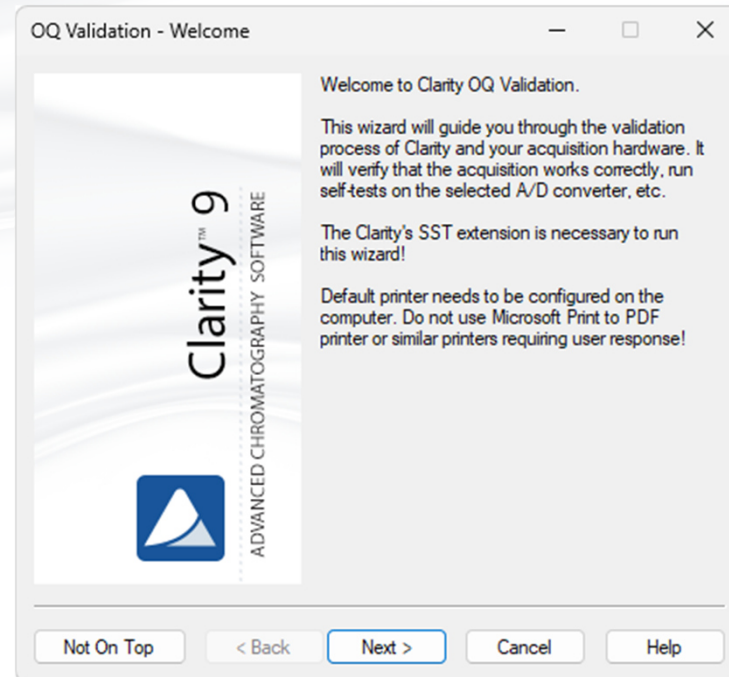 OQ Validation - Welcome
Welcome to Clarity OQ Validation.
This wizard will guide you through the validation
process of Clarity and your acquisition hardware. It
will verify that the acquisition works correctly, run
self-tests on the selected A/D converter, etc.
The Clarity's SST extension is necessary to run
this wizard!
Default printer needs to be configured on the
computer. Do not use Microsoft Print to PDF
printer or similar printers requiring user response!
Clarity™ 9
ADVANCED CHROMATOGRAPHY SOFTWARE
Not On Top
< Back
Next >
Cancel
Help